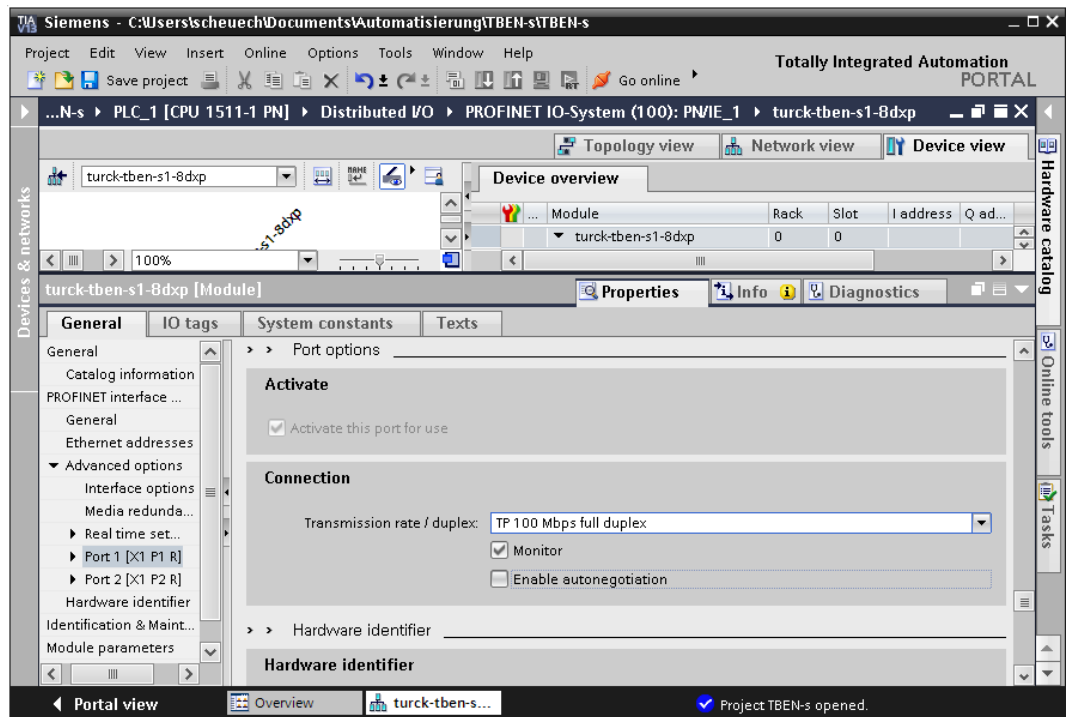 TIA V13 Siemens - C:\Users\scheuech\Documents\Automatisierung\TBEN-s\TBEN-s
Project Edit View Insert Online Options Tools Window Help
Totally Integrated Automation
PORTAL
Save project Go online
...N-s PLC_1 [CPU 1511-1 PN] Distributed I/O PROFINET IO-System (100): PN/IE_1 turck-tben-s1-8dxp
Topology view Network view Device view
turck-tben-s1-8dxp
NAME
Device overview
... Module Rack Slot I address Q ad...
turck-tben-s1-8dxp 0 0
s1-8dxp
100%
Devices & networks
turck-tben-s1-8dxp [Module]
Properties Info Diagnostics
General IO tags System constants Texts
General
Catalog information
PROFINET interface ...
General
Ethernet addresses
Advanced options
Interface options
Media redunda...
Real time set...
Port 1 [X1 P1 R]
Port 2 [X1 P2 R]
Hardware identifier
Identification & Maint...
Module parameters
> > Port options
Activate
Activate this port for use
Connection
Transmission rate / duplex: TP 100 Mbps full duplex
Monitor
Enable autonegotiation
> > Hardware identifier
Hardware identifier
Hardware catalog
Online tools
Tasks
Portal view Overview turck-tben-s... Project TBEN-s opened.